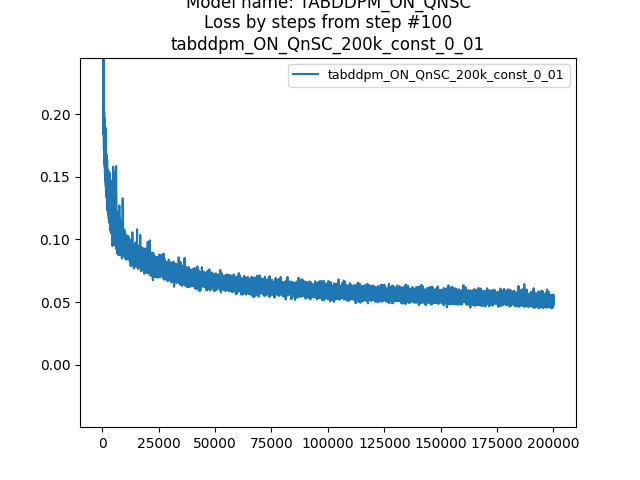 Model name: TABDDPM_ON_QNSC
Loss by steps from step #100
tabddpm_ON_QnSC_200k_const_0_01
tabddpm_ON_QnSC_200k_const_0_01
0.20
0.15
0.10
0.05
0.00
0 25000 50000 75000 100000 125000 150000 175000 200000